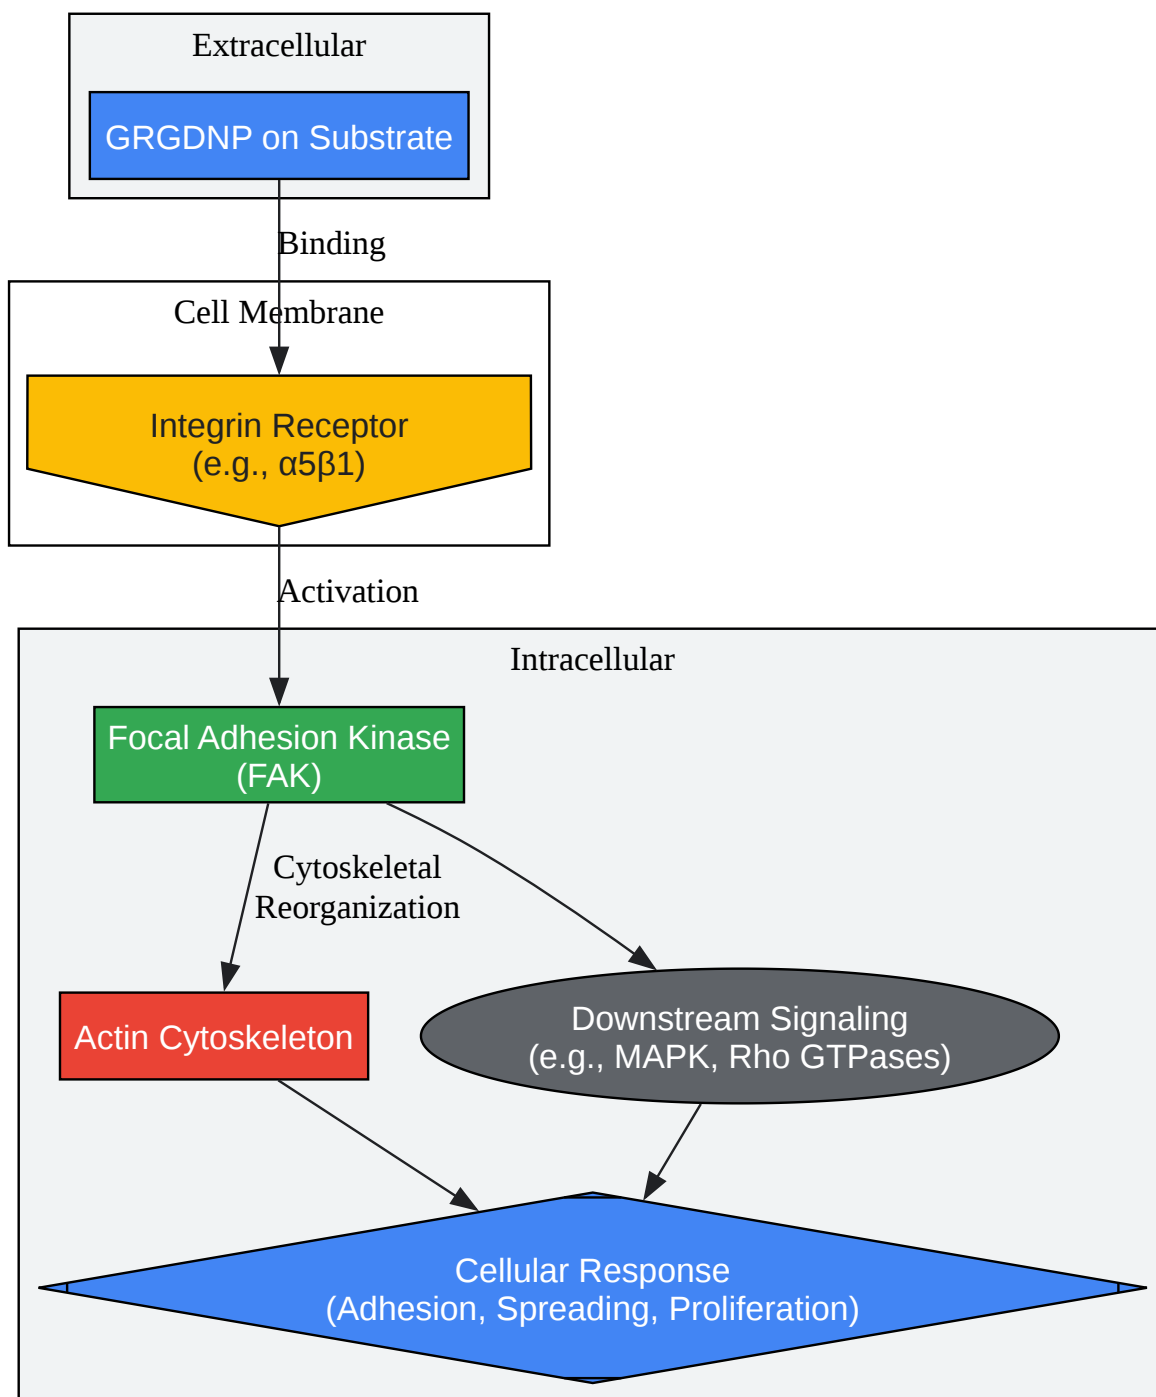 Extracellular
GRGDNP on Substrate
Binding
Cell Membrane
Integrin Receptor
(e.g., α5β1)
Activation
Intracellular
Focal Adhesion Kinase
(FAK)
Cytoskeletal
Reorganization
Actin Cytoskeleton
Downstream Signaling
(e.g., MAPK, Rho GTPases)
Cellular Response
(Adhesion, Spreading, Proliferation)